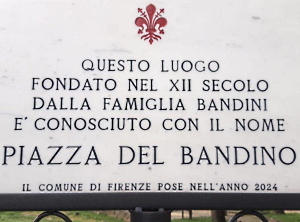 QUESTO LUOGO
FONDATO NEL XII SECOLO
DALLA FAMIGLIA BANDINI
E' CONOSCIUTO CON IL NOME
PIAZZA DEL BANDINO
IL COMUNE DI FIRENZE POSE NELL'ANNO 2024